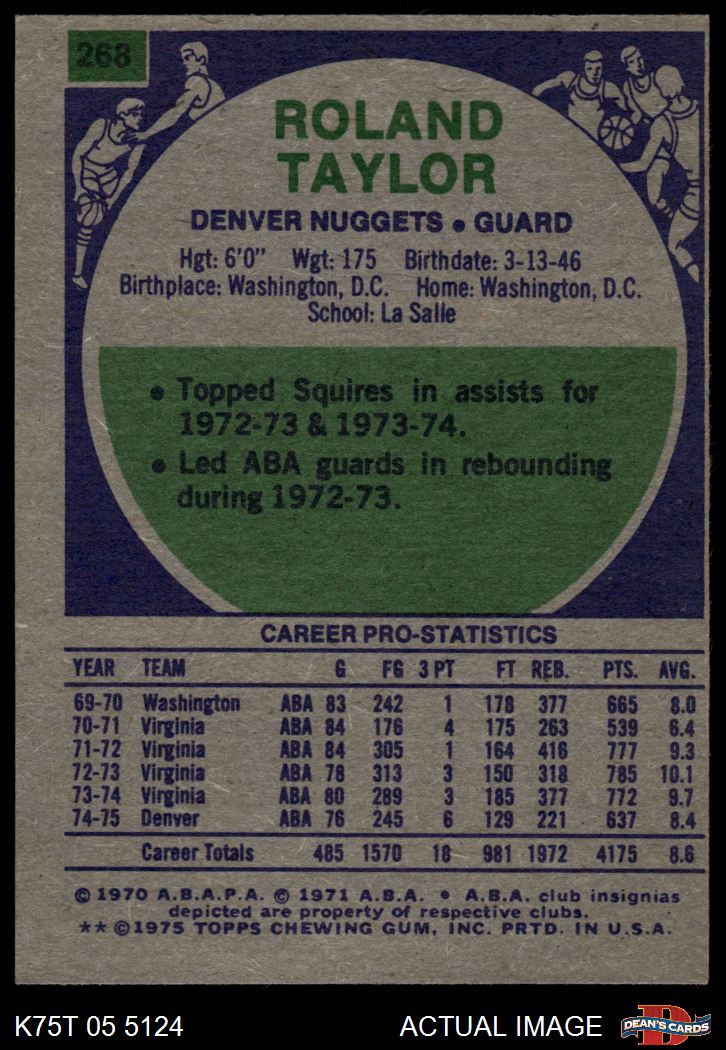 268
ROLAND
TAYLOR
DENVER NUGGETS • GUARD
Hgt: 6'0" Wgt: 175 Birthdate: 3-13-46
Birthplace: Washington, D.C. Home: Washington, D.C.
School: La Salle
• Topped Squires in assists for
1972-73 & 1973-74.
• Led ABA guards in rebounding
during 1972-73.
CAREER PRO-STATISTICS
YEAR TEAM G FG 3 PT FT REB. PTS. AVG.
69-70 Washington ABA 83 242 1 178 377 665 8.0
70-71 Virginia ABA 84 176 4 175 263 539 6.4
71-72 Virginia ABA 84 305 1 164 416 777 9.3
72-73 Virginia ABA 78 313 3 150 318 785 10.1
73-74 Virginia ABA 80 289 3 185 377 772 9.7
74-75 Denver ABA 76 245 6 129 221 637 8.4
Career Totals 485 1570 18 981 1972 4175 8.6
© 1970 A.B.A.P.A. © 1971 A.B.A. • A.B.A. club insignias
depicted are property of respective clubs.
** ©1975 TOPPS CHEWING GUM, INC. PRTD. IN U.S.A.
K75T 05 5124 ACTUAL IMAGE
D
DEAN'S CARDS